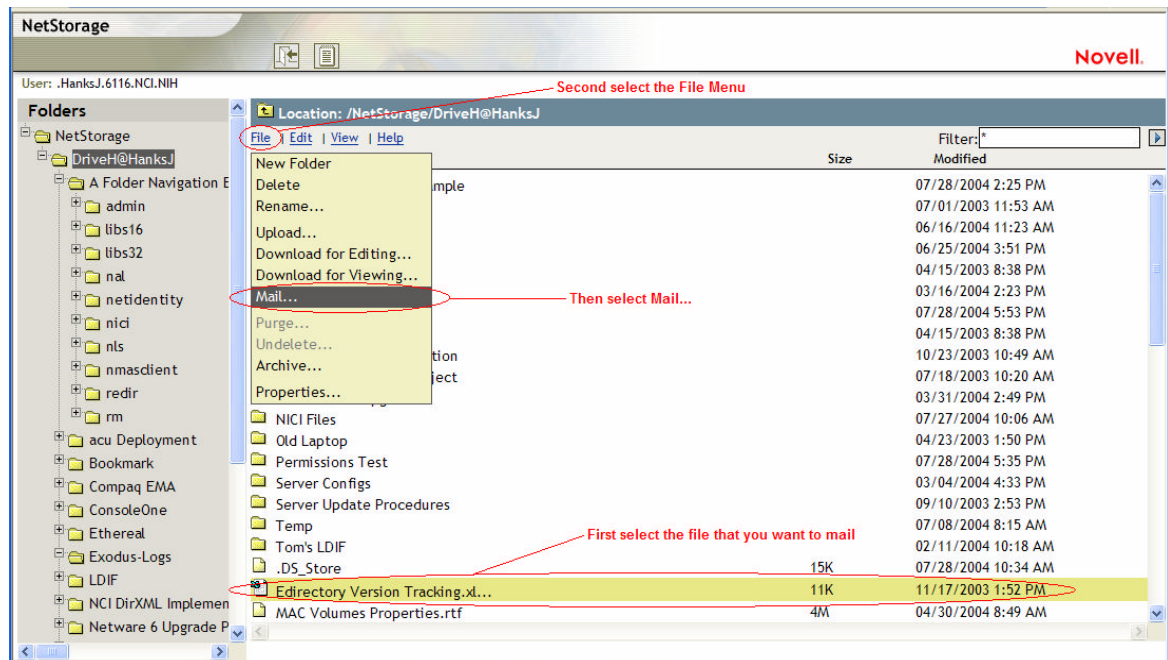 NetStorage
Novell.
User: .HanksJ.6116.NCI.NIH
Second select the File Menu
Folders
Location: /NetStorage/DriveH@HanksJ
NetStorage
File | Edit | View | Help
Filter:*
DriveH@HanksJ
New Folder
Size
Modified
A Folder Navigation E
Delete
mple
07/28/2004 2:25 PM
admin
Rename...
07/01/2003 11:53 AM
libs16
Upload...
06/16/2004 11:23 AM
libs32
Download for Editing...
06/25/2004 3:51 PM
nal
Download for Viewing...
04/15/2003 8:38 PM
netidentity
Mail...
Then select Mail...
03/16/2004 2:23 PM
nici
Purge...
07/28/2004 5:53 PM
nls
Undelete...
04/15/2003 8:38 PM
nmasclient
Archive...
tion
10/23/2003 10:49 AM
redir
ject
07/18/2003 10:20 AM
rm
Properties...
03/31/2004 2:49 PM
NICI Files
07/27/2004 10:06 AM
acu Deployment
Old Laptop
04/23/2003 1:50 PM
Bookmark
Permissions Test
07/28/2004 5:35 PM
Compaq EMA
Server Configs
03/04/2004 4:33 PM
ConsoleOne
Server Update Procedures
09/10/2003 2:53 PM
Ethereal
Temp
First select the file that you want to mail
07/08/2004 8:15 AM
Exodus-Logs
Tom's LDIF
02/11/2004 10:18 AM
LDIF
.DS_Store
15K
07/28/2004 10:34 AM
NCI DirXML Implemen
Edirectory Version Tracking.xl...
11K
11/17/2003 1:52 PM
Netware 6 Upgrade P
MAC Volumes Properties.rtf
4M
04/30/2004 8:49 AM